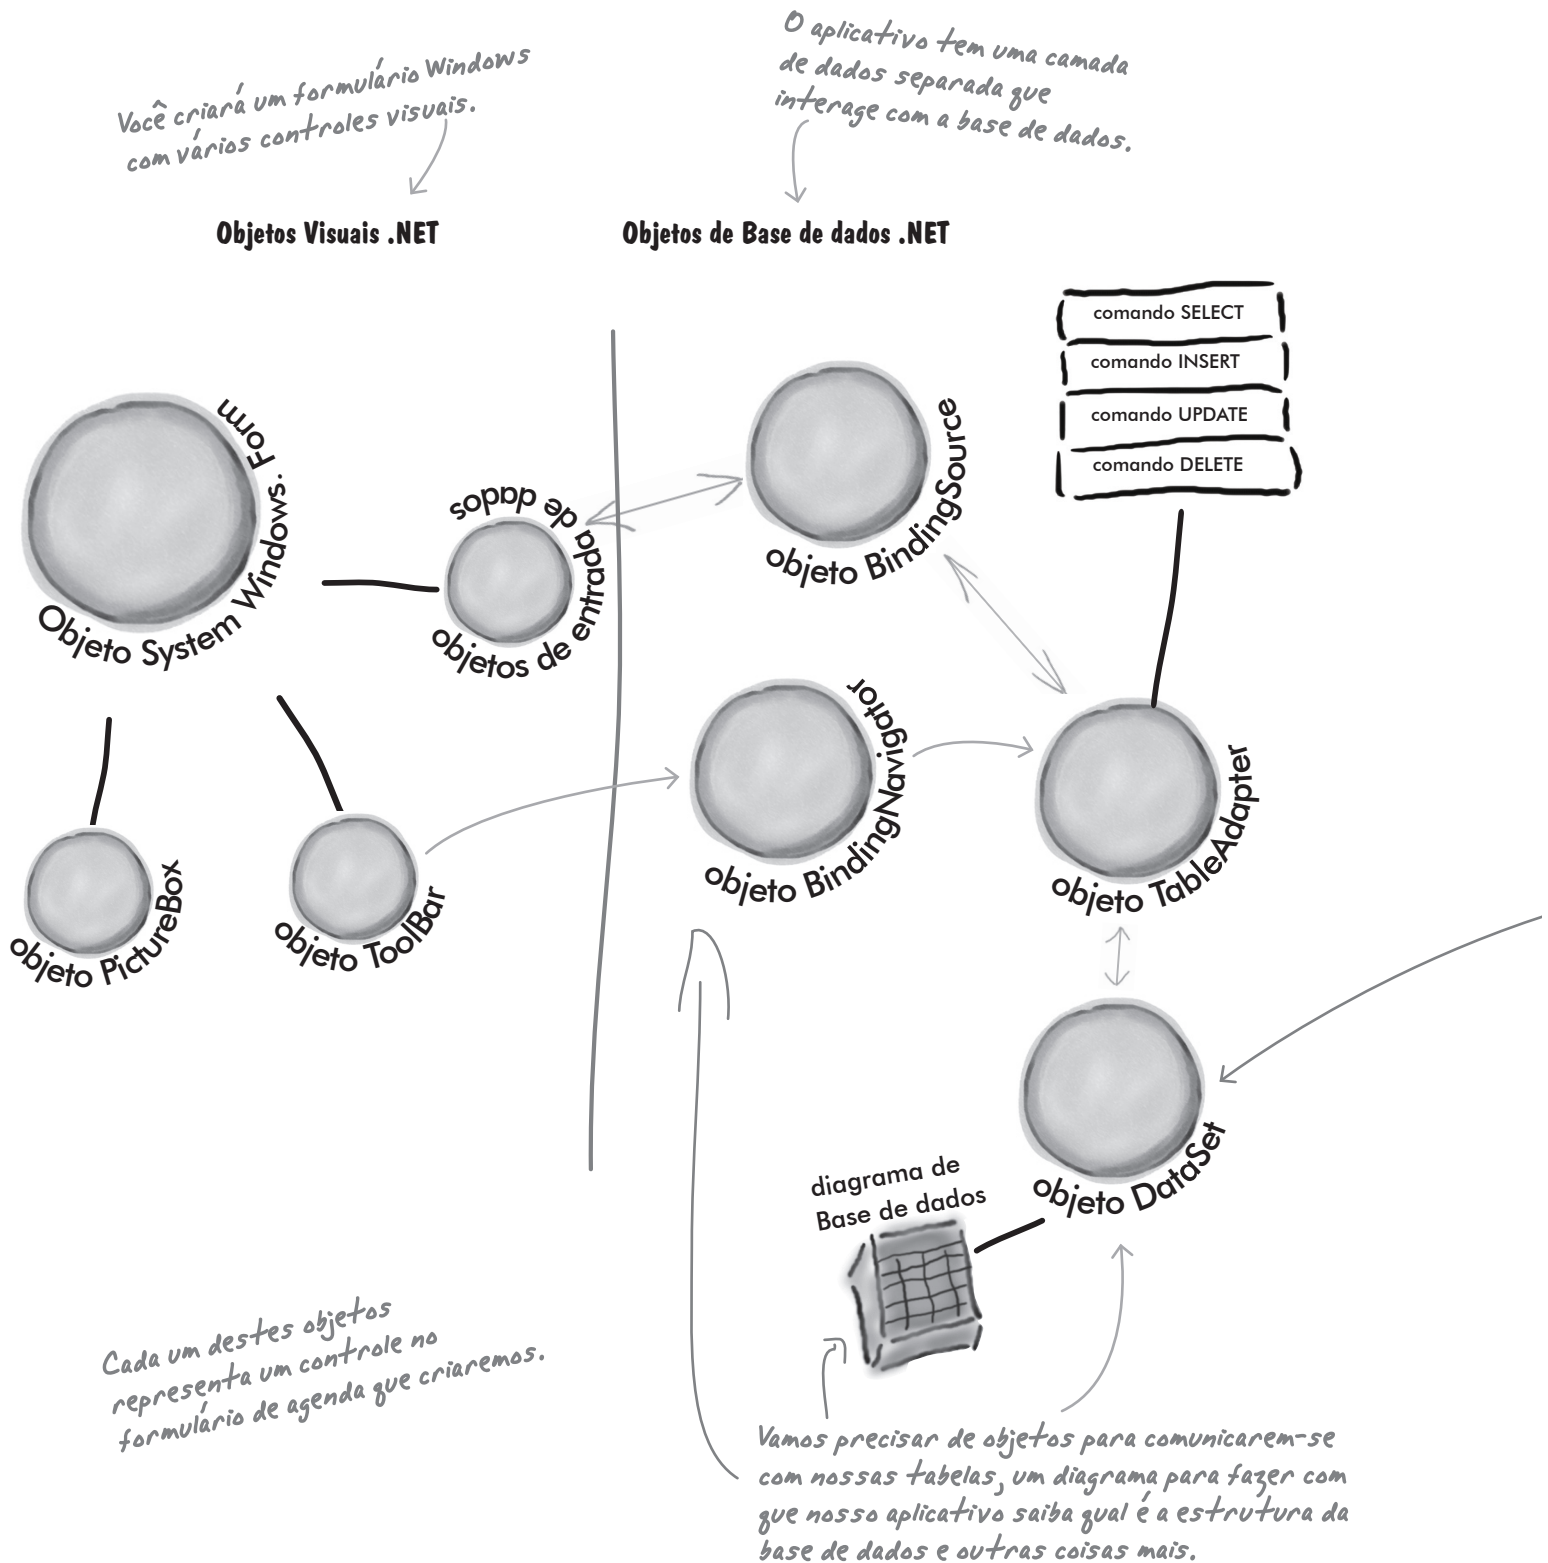 Você criará um formulário Windows
com vários controles visuais.
O aplicativo tem uma camada
de dados separada que
interage com a base de dados.
Objetos Visuais .NET
Objetos de Base de dados .NET
comando SELECT
comando INSERT
comando UPDATE
comando DELETE
Objeto System Windows. Form
objetos de entrada de dados
objeto BindingSource
objeto PictureBox
objeto ToolBar
objeto BindingNavigator
objeto TableAdapter
objeto DataSet
diagrama de
Base de dados
Cada um destes objetos
representa um controle no
formulário de agenda que criaremos.
Vamos precisar de objetos para comunicarem-se
com nossas tabelas, um diagrama para fazer com
que nosso aplicativo saiba qual é a estrutura da
base de dados e outras coisas mais.